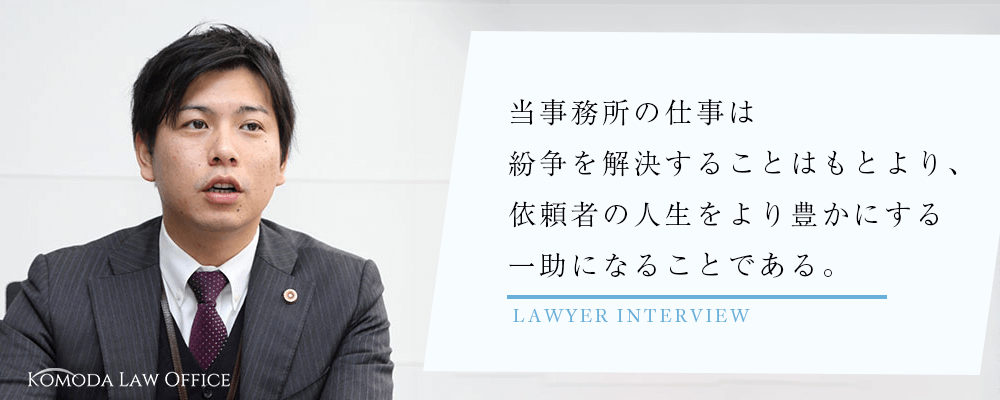 当事務所の仕事は
紛争を解決することはもとより、
依頼者の人生をより豊かにする
一助になることである。
LAWYER INTERVIEW
KOMODA LAW OFFICE